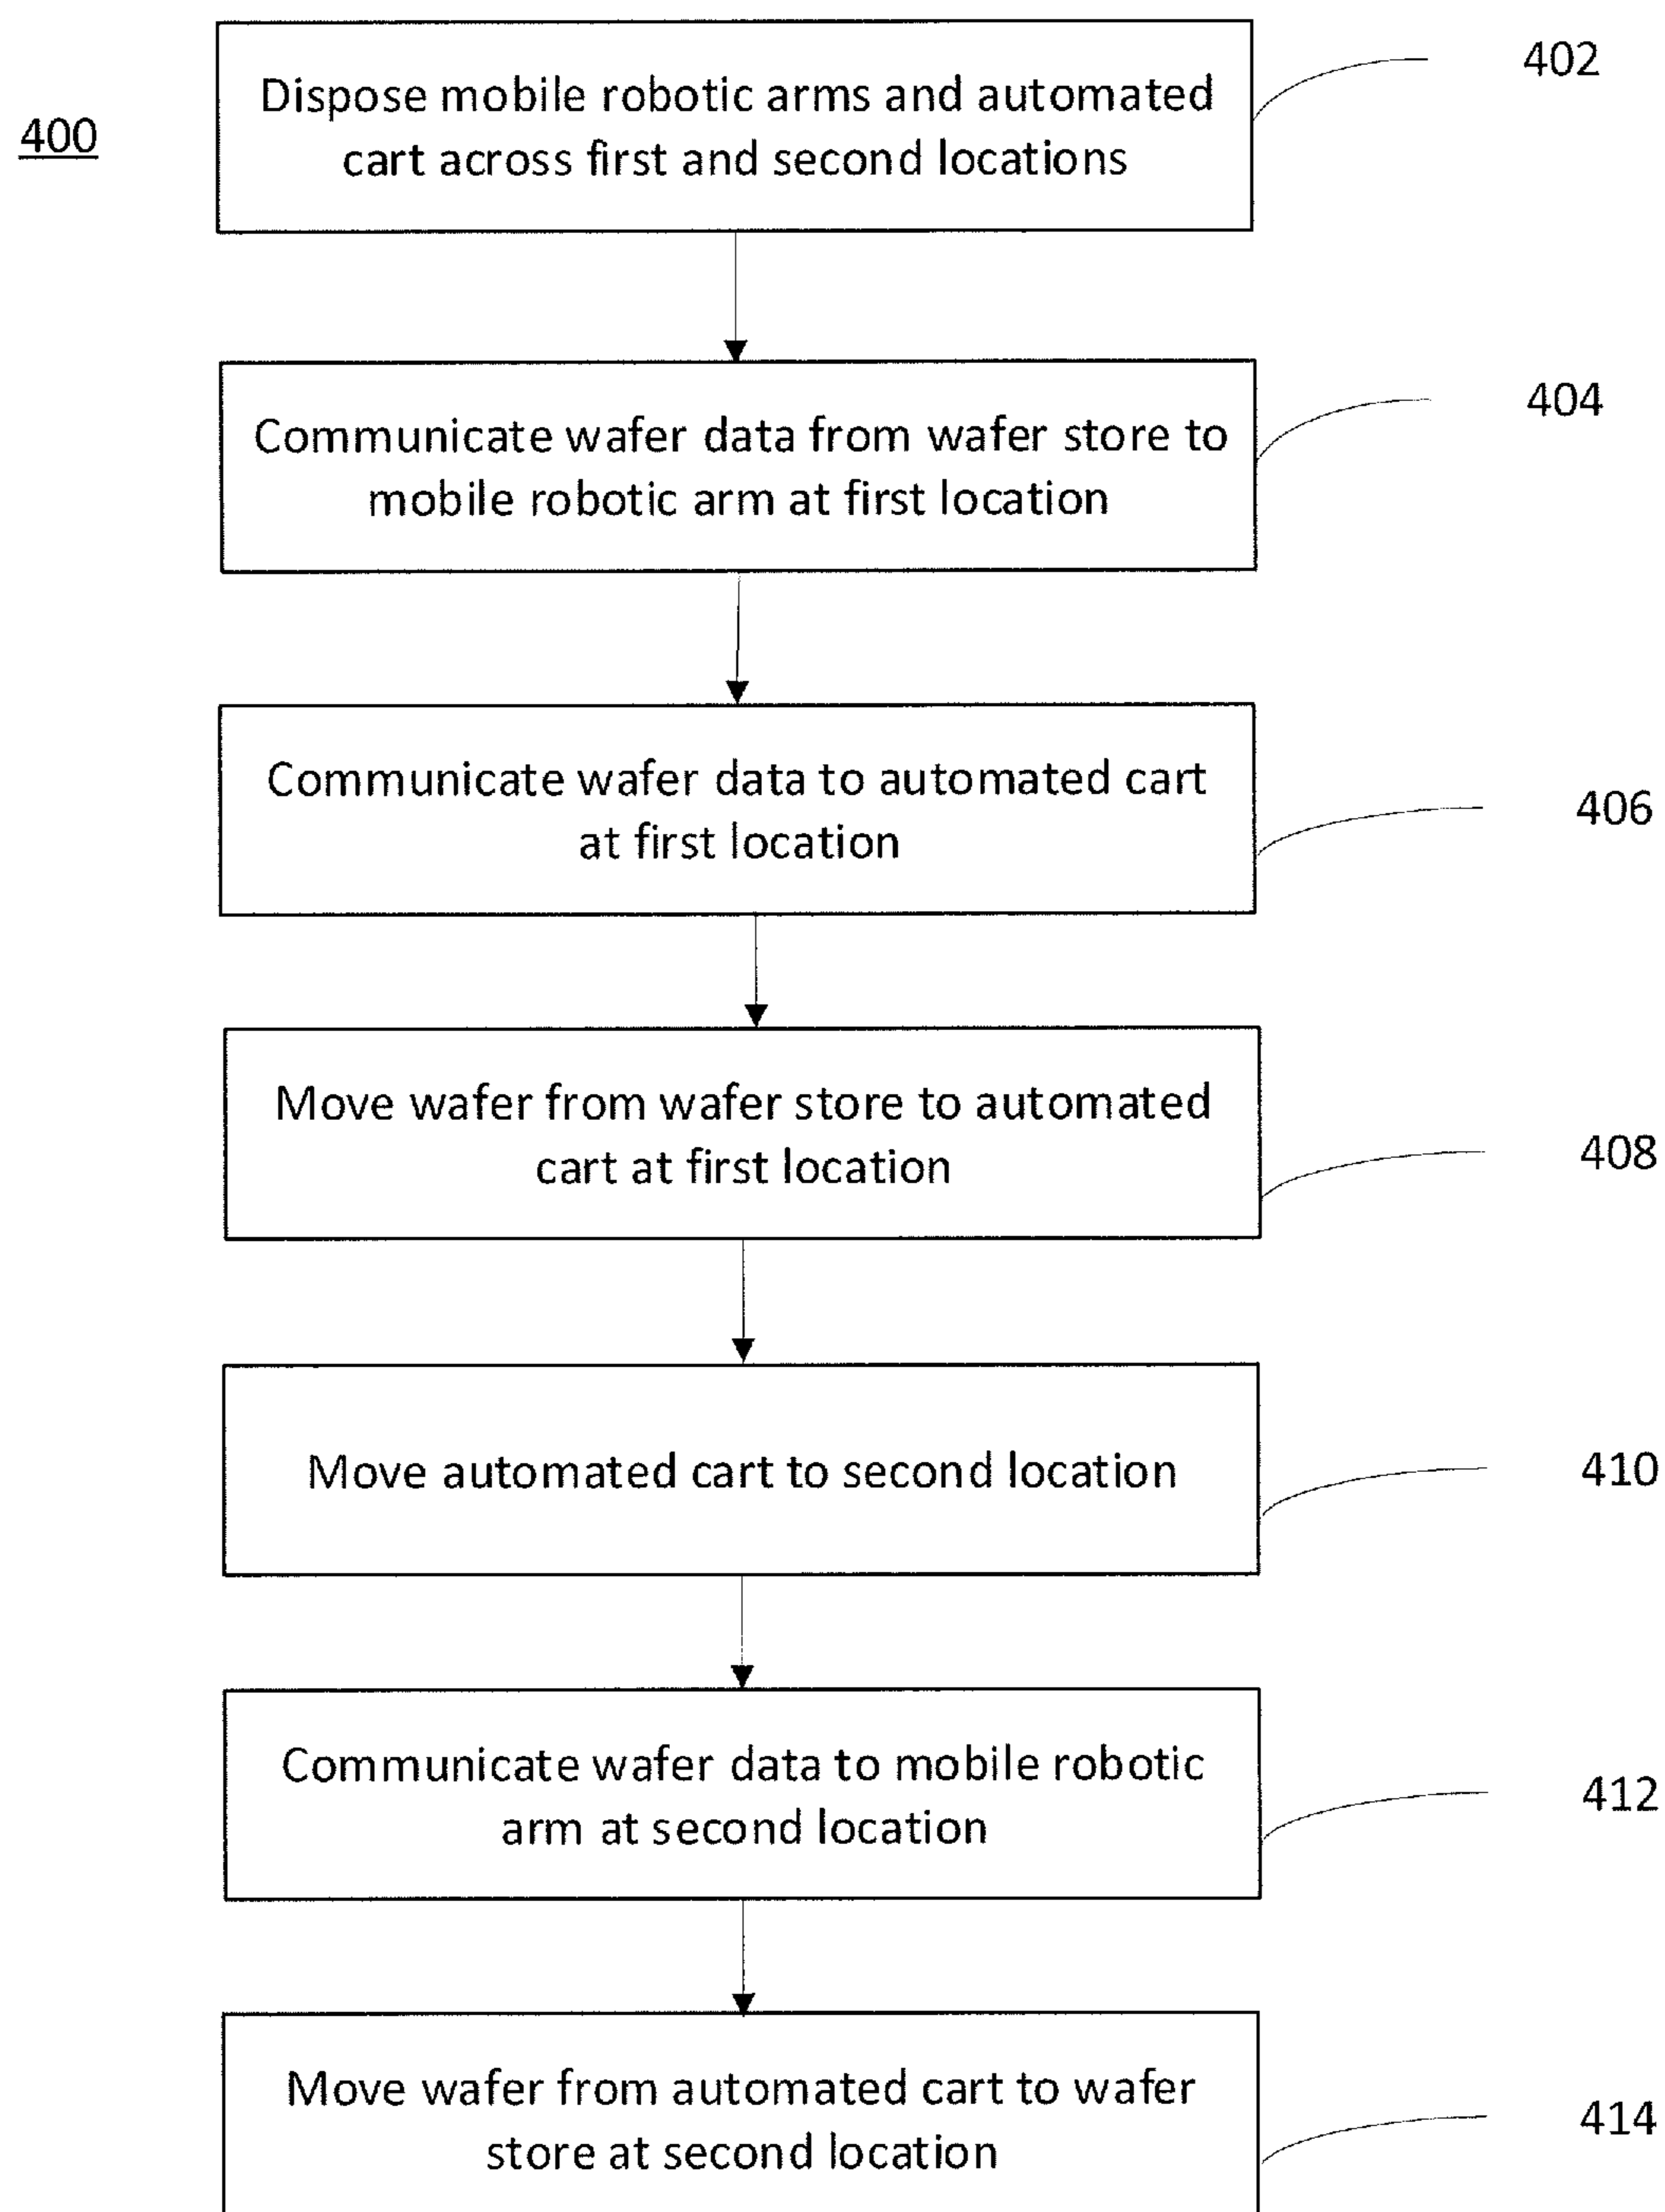 402
Dispose mobile robotic arms and automated
400
cart across first and second locations
404
Communicate wafer data from wafer store to
mobile robotic arm at first location
Communicate wafer data to automated cart
406
at first location
Move wafer from wafer store to automated
408
cart at first location
Move automated cart to second location
410
Communicate wafer data to mobile robotic
412
arm at second location
Move wafer from automated cart to wafer
414
store at second location